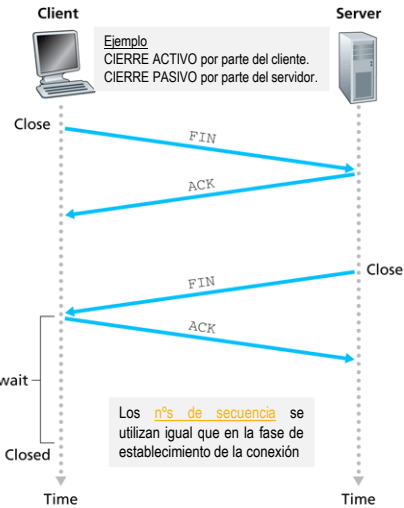 Client
Server
Ejemplo
CIERRE ACTIVO por parte del cliente.
CIERRE PASIVO por parte del servidor.
Close
FIN
ACK
Close
FIN
ACK
wait
Los nºs de secuencia se
utilizan igual que en la fase de
establecimiento de la conexión
Closed
Time
Time